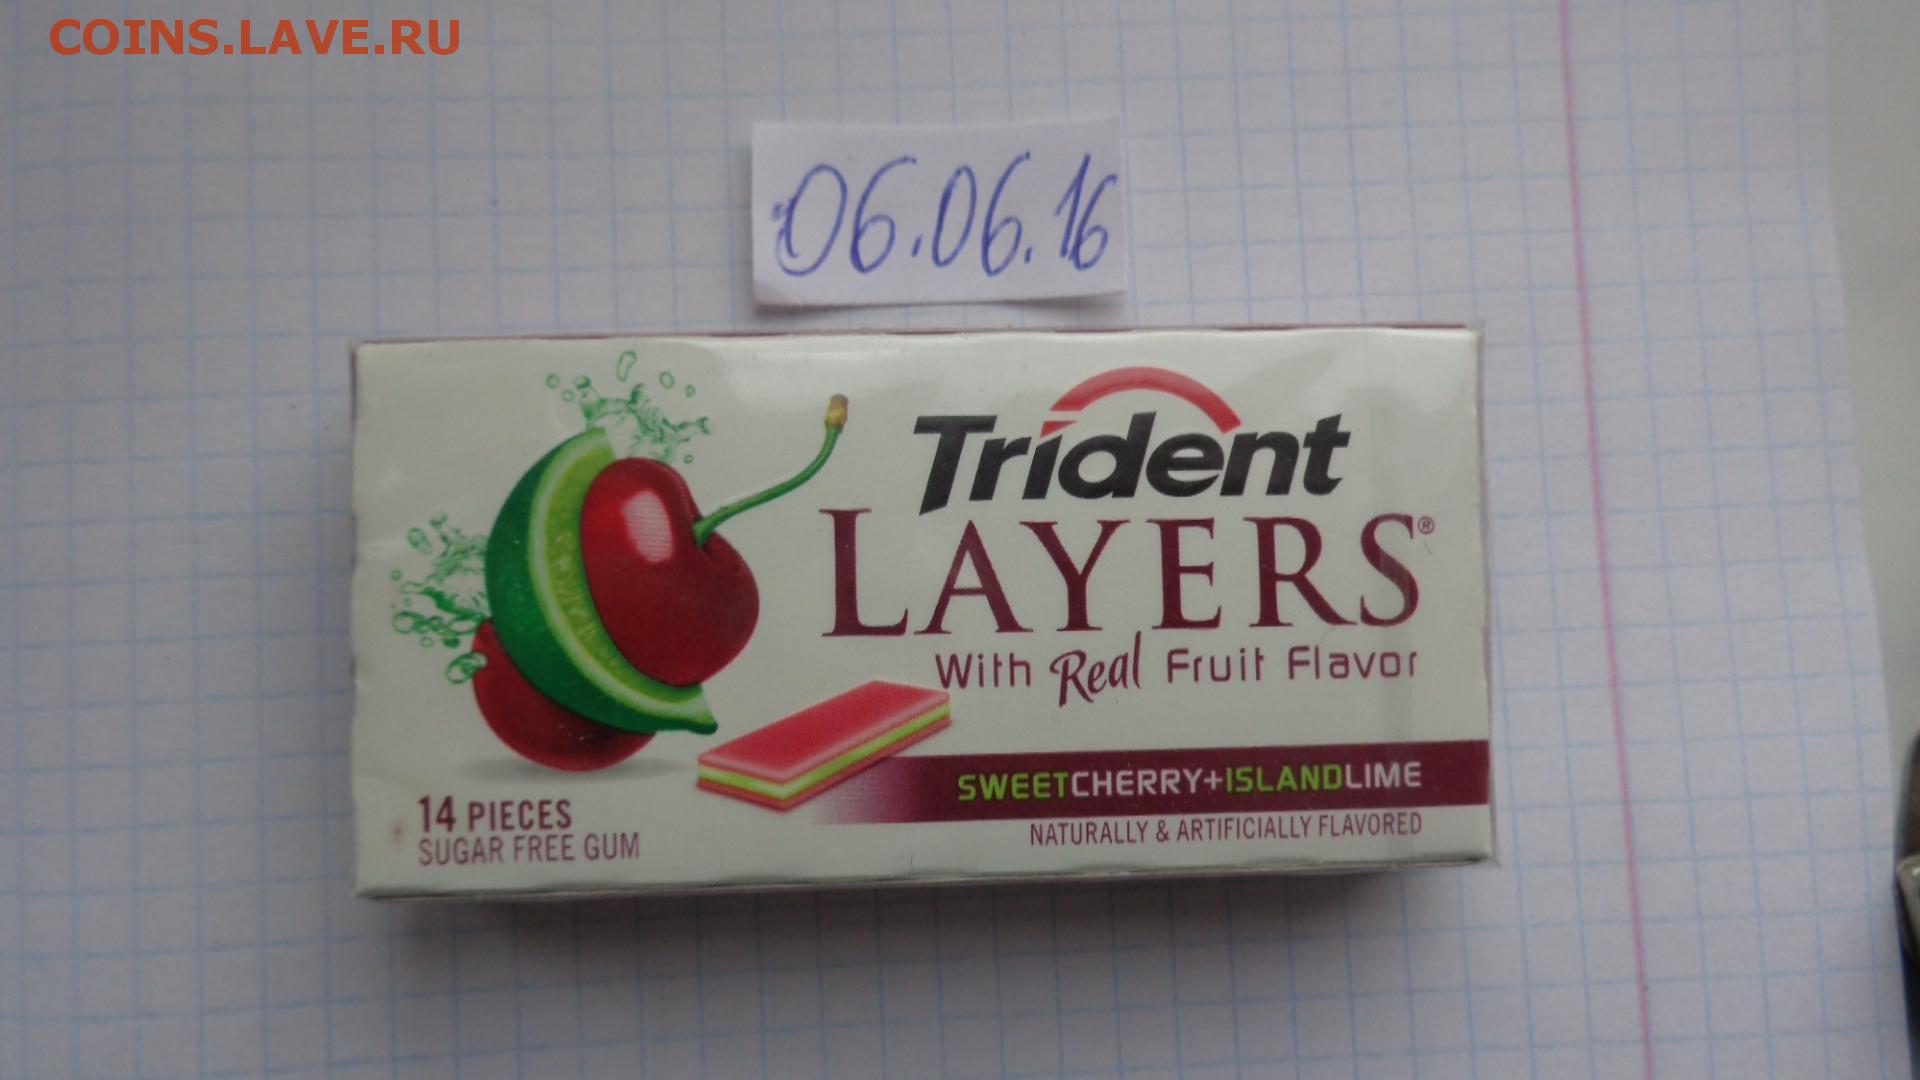 COINS.LAVE.RU
06.06.16
Trident
LAYERS®
With Real Fruit Flavor
SWEETCHERRY+ISLANDLIME
NATURALLY & ARTIFICIALLY FLAVORED
14 PIECES
SUGAR FREE GUM